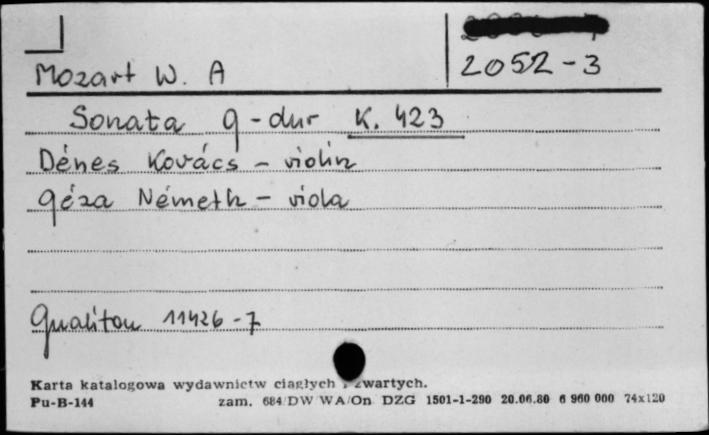 Mozart W. A
2052-3
Sonata g-dur K. 423
Dénes Kovács - violin
Géza Németh - viola
Qualiton 11426-7
Karta katalogowa wydawnictw ciągłych i zwartych.
Pu-B-144 zam. 684/DW WA/On DZG 1501-1-290 20.06.80 6 960 000 74x120